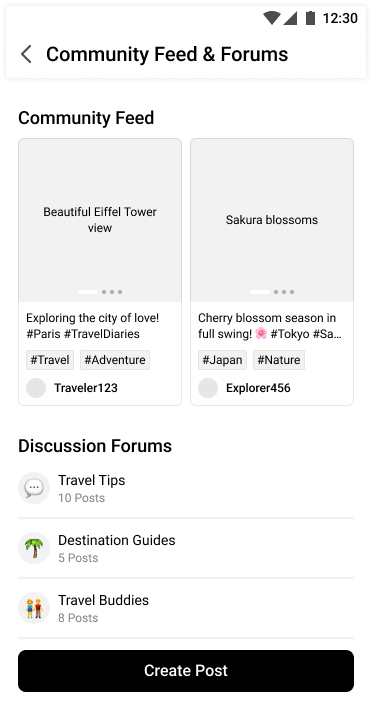 12:30
Community Feed & Forums
Community Feed
Beautiful Eiffel Tower
view
Sakura blossoms
Exploring the city of love!
#Paris #TravelDiaries
Cherry blossom season in
full swing! 🌸 #Tokyo #Sa...
#Travel #Adventure
#Japan #Nature
Traveler123
Explorer456
Discussion Forums
Travel Tips
10 Posts
Destination Guides
5 Posts
Travel Buddies
8 Posts
Create Post